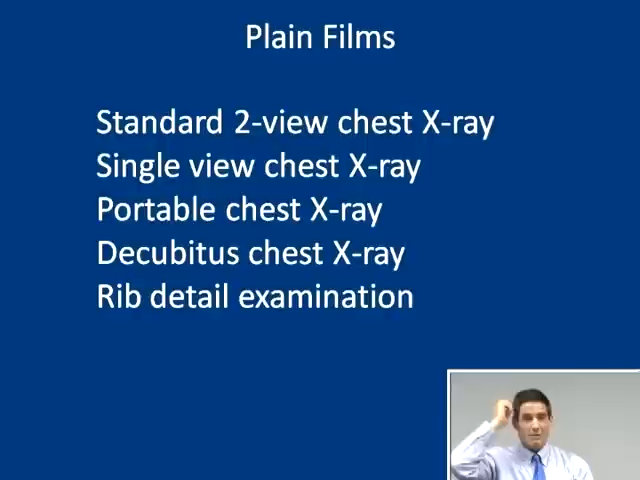 Plain Films
Standard 2-view chest X-ray
Single view chest X-ray
Portable chest X-ray
Decubitus chest X-ray
Rib detail examination